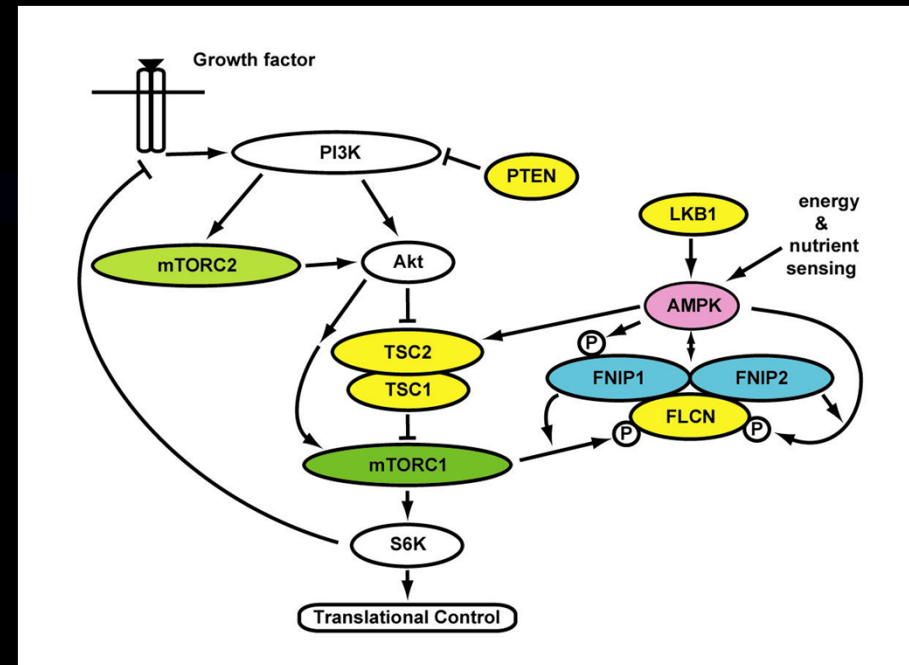 Growth factor
PI3K
PTEN
LKB1
energy
&
nutrient
sensing
mTORC2
Akt
AMPK
P
TSC2
FNIP1
FNIP2
TSC1
FLCN
P
P
mTORC1
S6K
Translational Control